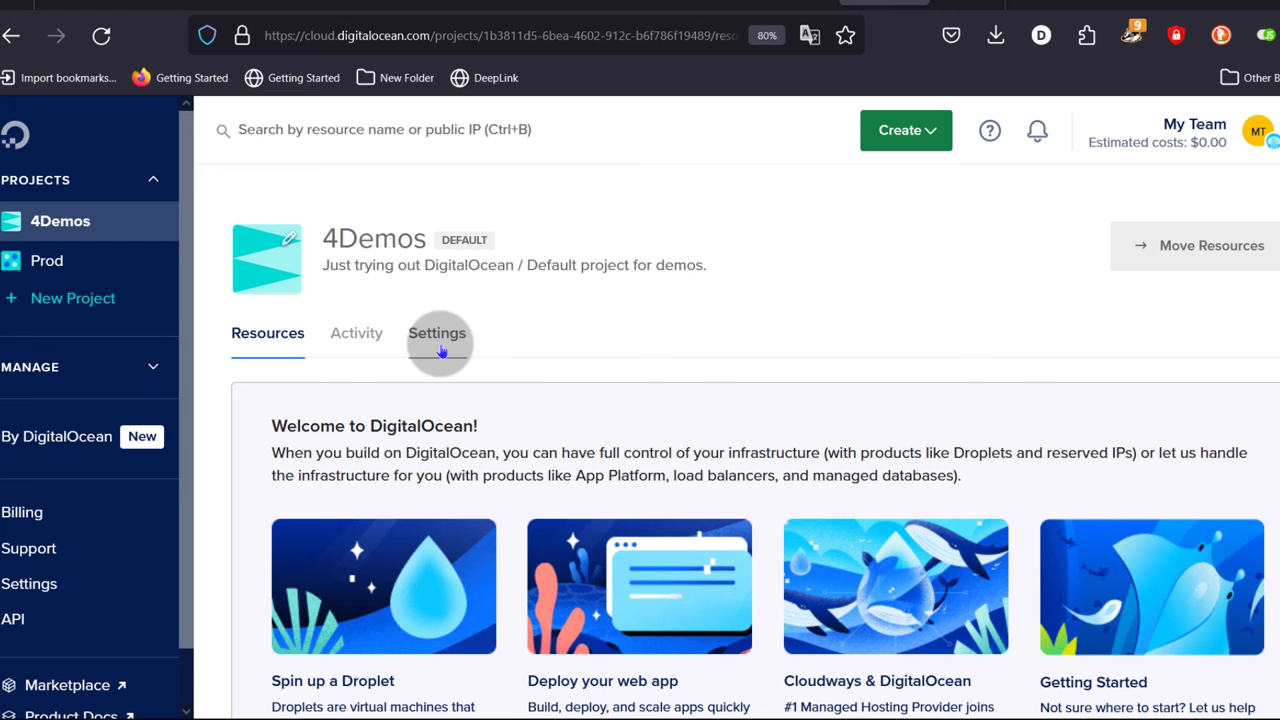 https://cloud.digitalocean.com/projects/1b3811d5-6bea-4602-912c-b6f786f19489/reso
80%
9
D
JS
Import bookmarks...
Getting Started
Getting Started
New Folder
DeepLink
Other B
PROJECTS
4Demos
Prod
+ New Project
MANAGE
By DigitalOcean New
Billing
Support
Settings
API
Marketplace
Product Docs
Search by resource name or public IP (Ctrl+B)
Create
?
My Team
Estimated costs: $0.00
MT
4Demos DEFAULT
Just trying out DigitalOcean / Default project for demos.
→ Move Resources
Resources Activity Settings
Welcome to DigitalOcean!
When you build on DigitalOcean, you can have full control of your infrastructure (with products like Droplets and reserved IPs) or let us handle
the infrastructure for you (with products like App Platform, load balancers, and managed databases).
Spin up a Droplet
Droplets are virtual machines that
Deploy your web app
Build, deploy, and scale apps quickly
Cloudways & DigitalOcean
#1 Managed Hosting Provider joins
Getting Started
Not sure where to start? Let us help